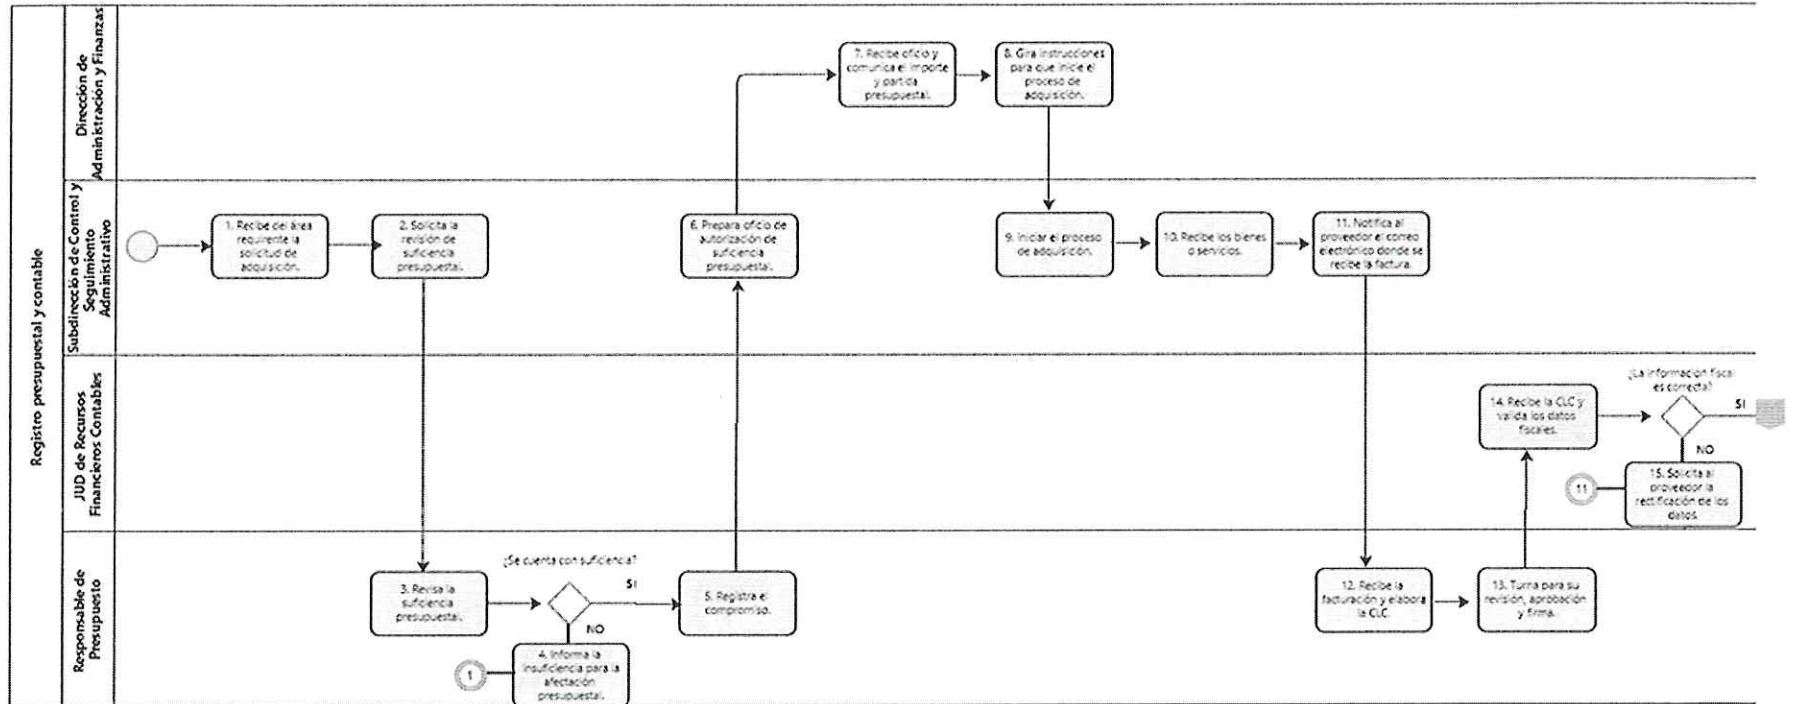 Registro presupuestal y contable
Dirección de
Administración y Finanzas
7. Recibe oficio y
comunica el importe
y partida
presupuestal.
8. Gira instrucciones
para que inicie el
proceso de
adquisición.
Subdirección de Control y
Seguimiento
Administrativo
1. Recibe del área
requirente la
solicitud de
adquisición.
2. Solicita la
revisión de
suficiencia
presupuestal.
6. Prepara oficio de
autorización de
suficiencia
presupuestal.
9. Iniciar el proceso
de adquisición.
10. Recibe los bienes
o servicios.
11. Notifica al
proveedor el correo
electrónico donde se
recibe la factura.
JUD de Recursos
Financieros Contables
14. Recibe la CLC y
valida los datos
fiscales.
¿La información fiscal
es correcta?
SI
NO
15. Solicita al
proveedor la
rectificación de los
datos.
11
Responsable de
Presupuesto
3. Revisa la
suficiencia
presupuestal.
¿Se cuenta con suficiencia?
SI
NO
4. Informa la
insuficiencia para la
afectación
presupuestal.
1
5. Registra el
compromiso.
12. Recibe la
facturación y elabora
la CLC.
13. Turna para su
revisión, aprobación
y firma.